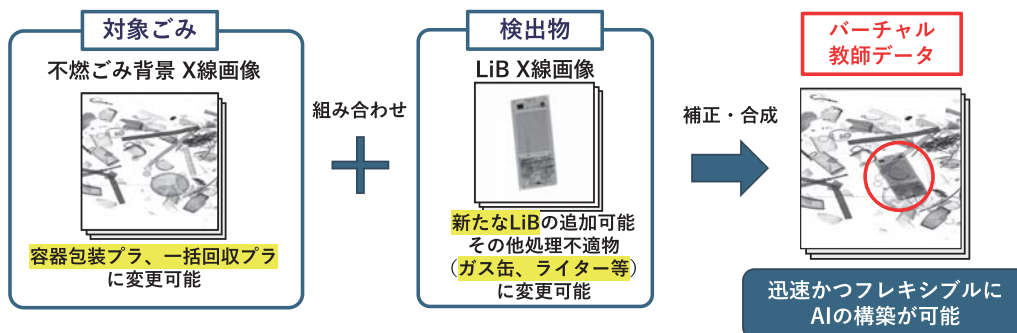 対象ごみ
不燃ごみ背景 X線画像
容器包装プラ、一括回収プラ
に変更可能
組み合わせ
検出物
LiB X線画像
新たなLiBの追加可能
その他処理不適物
（ガス缶、ライター等）
に変更可能
補正・合成
バーチャル
教師データ
迅速かつフレキシブルに
AIの構築が可能